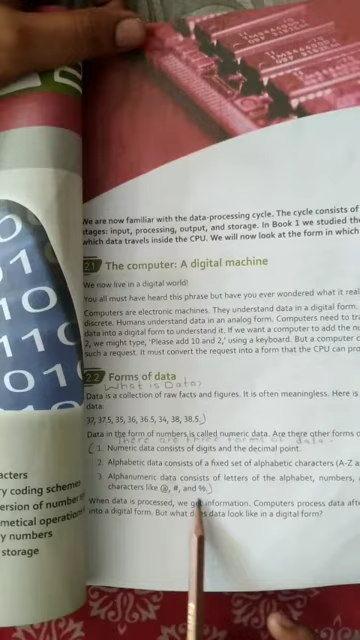 We are now familiar with the data-processing cycle. The cycle consists of
stages: input, processing, output, and storage. In Book 1 we studied the
which data travels inside the CPU. We will now look at the form in which
2.1 The computer: A digital machine
We now live in a digital world!
You all must have heard this phrase but have you ever wondered what it
Computers are electronic machines. They understand data in a digital form.
discrete. Humans understand data in an analog form. Computers need to
data into a digital form to understand it. If we want a computer to add the
2, we might type, 'Please add 10 and 2,' using a keyboard. But a computer
such a request. It must convert the request into a form that the CPU can
2.2 Forms of data
What is Data?
Data is a collection of raw facts and figures. It is often meaningless. Here is
data:
37, 37.5, 35, 36, 36.5, 34, 38, 38.5.
Data in the form of numbers is called numeric data. Are there other forms
There are three forms of data.
1. Numeric data consists of digits and the decimal point.
2. Alphabetic data consists of a fixed set of alphabetic characters (A-Z
3 Alphanumeric data consists of letters of the alphabet, numbers,
characters like @, #, and %.
When data is processed, we get information. Computers process data
into a digital form. But what does data look like in a digital form?
acters
coding schemes
ersion of number
metical operation
numbers
storage
0
01
10
110
010